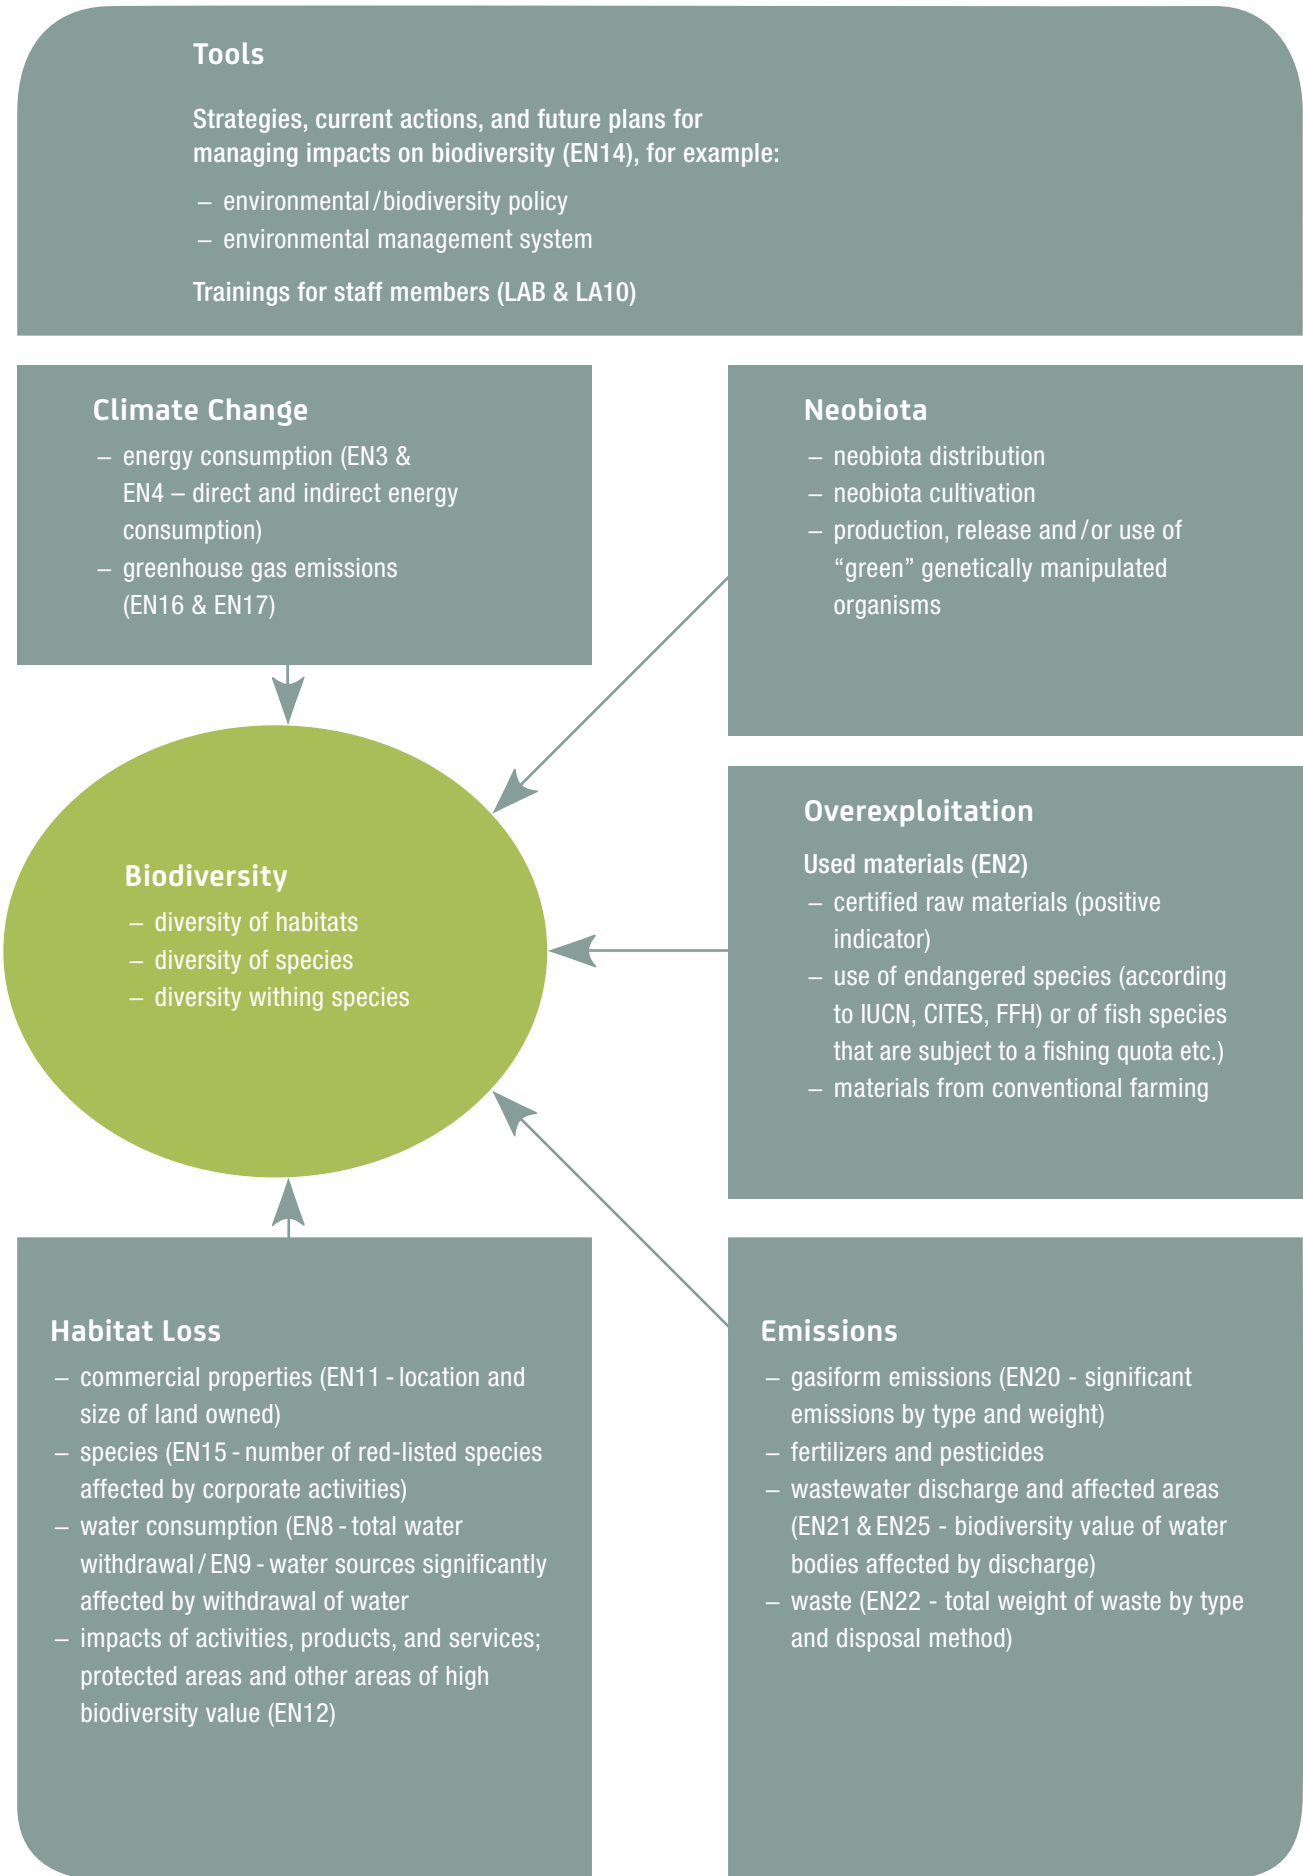 Tools
Strategies, current actions, and future plans for
managing impacts on biodiversity (EN14), for example:
– environmental/biodiversity policy
– environmental management system
Trainings for staff members (LAB & LA10)
Climate Change
– energy consumption (EN3 &
EN4 – direct and indirect energy
consumption)
– greenhouse gas emissions
(EN16 & EN17)
Neobiota
– neobiota distribution
– neobiota cultivation
– production, release and/or use of
“green” genetically manipulated
organisms
Biodiversity
– diversity of habitats
– diversity of species
– diversity withing species
Overexploitation
Used materials (EN2)
– certified raw materials (positive
indicator)
– use of endangered species (according
to IUCN, CITES, FFH) or of fish species
that are subject to a fishing quota etc.)
– materials from conventional farming
Habitat Loss
– commercial properties (EN11 - location and
size of land owned)
– species (EN15 - number of red-listed species
affected by corporate activities)
– water consumption (EN8 - total water
withdrawal / EN9 - water sources significantly
affected by withdrawal of water
– impacts of activities, products, and services;
protected areas and other areas of high
biodiversity value (EN12)
Emissions
– gasiform emissions (EN20 - significant
emissions by type and weight)
– fertilizers and pesticides
– wastewater discharge and affected areas
(EN21 & EN25 - biodiversity value of water
bodies affected by discharge)
– waste (EN22 - total weight of waste by type
and disposal method)